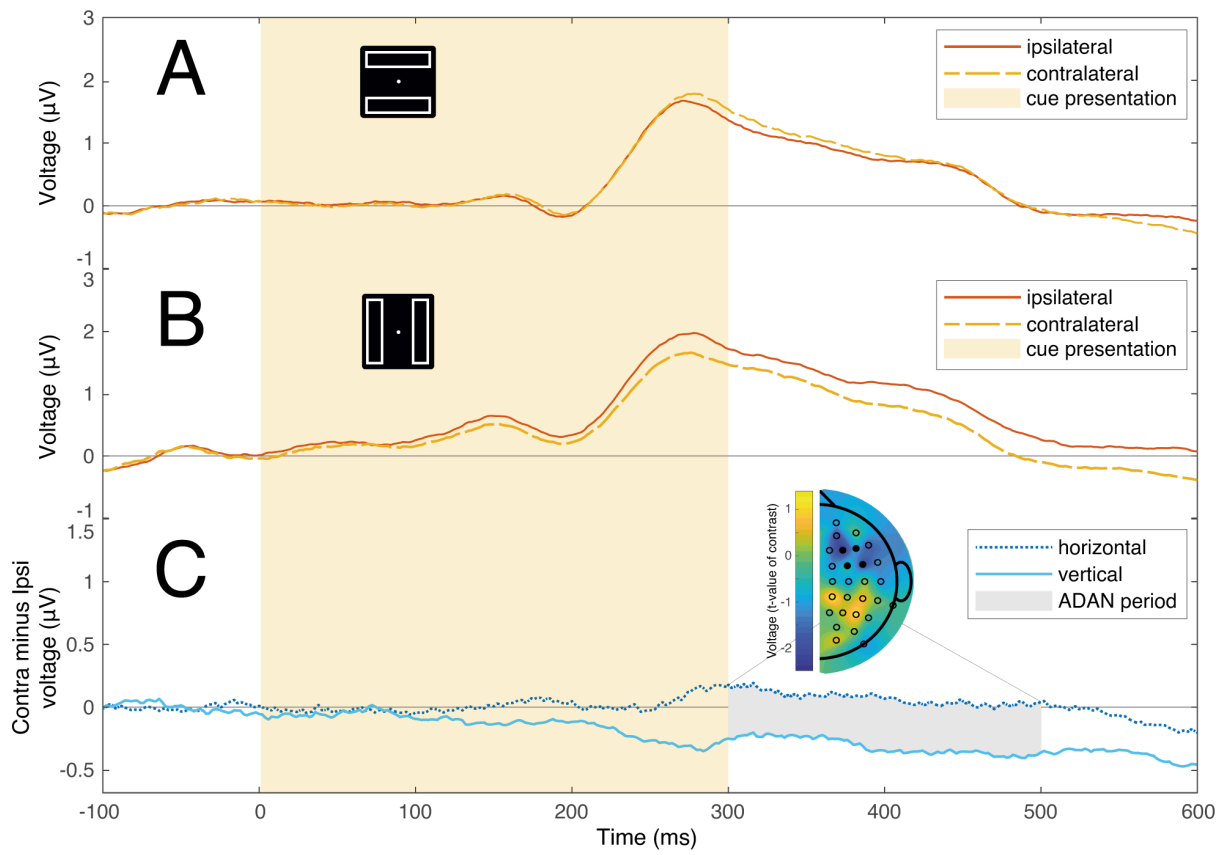 3
2
1
0
-1
Voltage (μV)
A
ipsilateral
contralateral
cue presentation
3
2
1
0
-1
Voltage (μV)
B
ipsilateral
contralateral
cue presentation
1.5
1
0.5
0
-0.5
Contra minus Ipsi
voltage (μV)
C
Voltage (t-value of contrast)
1
0
-1
-2
horizontal
vertical
ADAN period
-100
0
100
200
300
400
500
600
Time (ms)